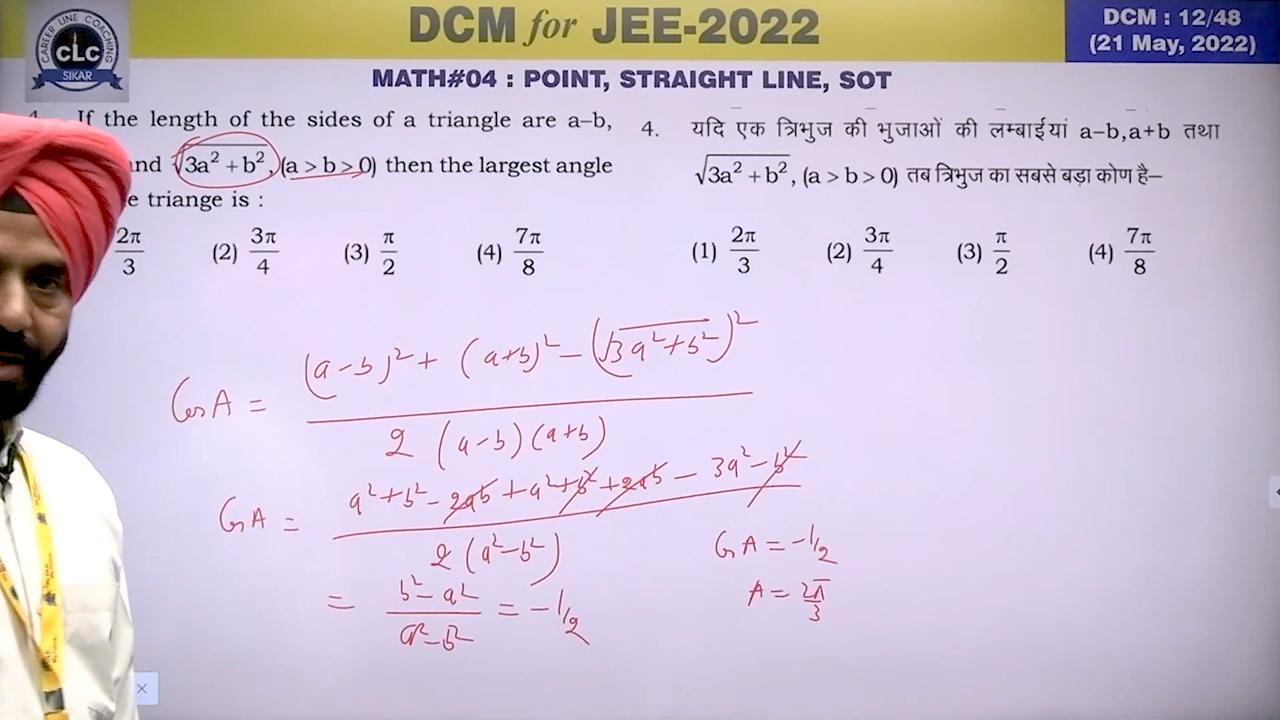 DCM for JEE-2022
DCM : 12/48
(21 May, 2022)
CAREER LINE COACHING
CLC
SIKAR
MATH#04 : POINT, STRAIGHT LINE, SOT
If the length of the sides of a triangle are a–b,
nd √3a² + b², (a > b > 0) then the largest angle
e triange is :
2π/3 (2) 3π/4 (3) π/2 (4) 7π/8
4. यदि एक त्रिभुज की भुजाओं की लम्बाईयां a–b,a+b तथा
√3a² + b², (a > b > 0) तब त्रिभुज का सबसे बड़ा कोण है–
(1) 2π/3 (2) 3π/4 (3) π/2 (4) 7π/8
Cos A = (a-b)² + (a+b)² - (√3a²+b²)² / 2 (a-b) (a+b)
Cos A = a²+b² - 2ab + a²+b² +2ab - 3a² - b² / 2 (a²-b²)
= b²-a² / a²-b² = -1/2
Cos A = -1/2
A = 2π/3